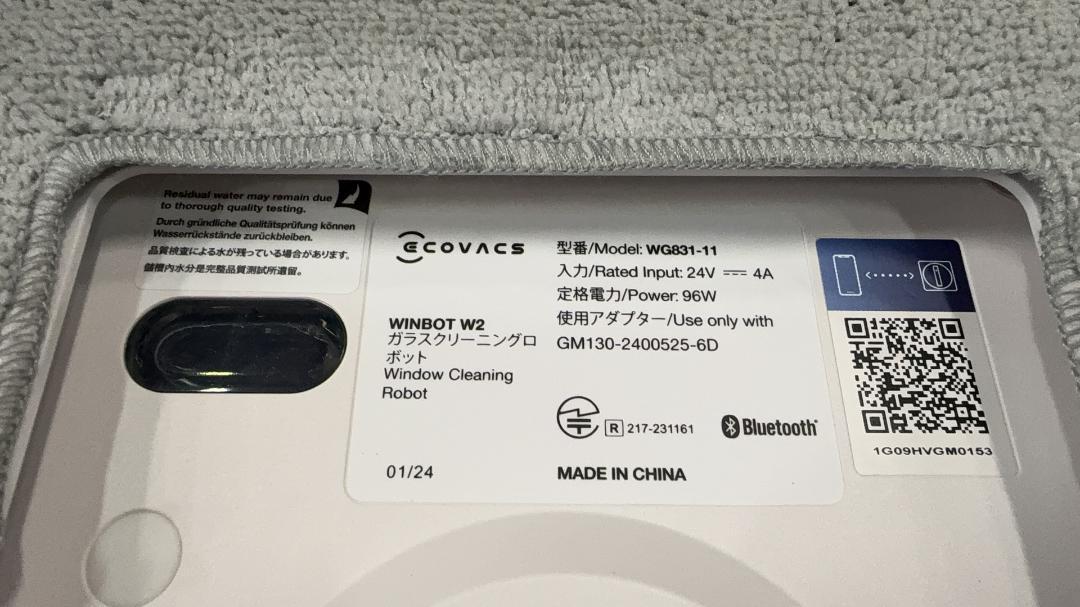 Residual water may remain due
to thorough quality testing.
Durch gründliche Qualitätsprüfung können
Wasserrückstände zurückbleiben.
品質検査による水が残っている場合があります。
儲櫃內水分是完整品質測試所遺留。
ECOVACS
WINBOT W2
ガラスクリーニングロ
ボット
Window Cleaning
Robot
01/24
型番/Model: WG831-11
入力/Rated Input: 24V ⎓ 4A
定格電力/Power: 96W
使用アダプター/Use only with
GM130-2400525-6D
R 217-231161
Bluetooth®
MADE IN CHINA
1G09HVGM0153